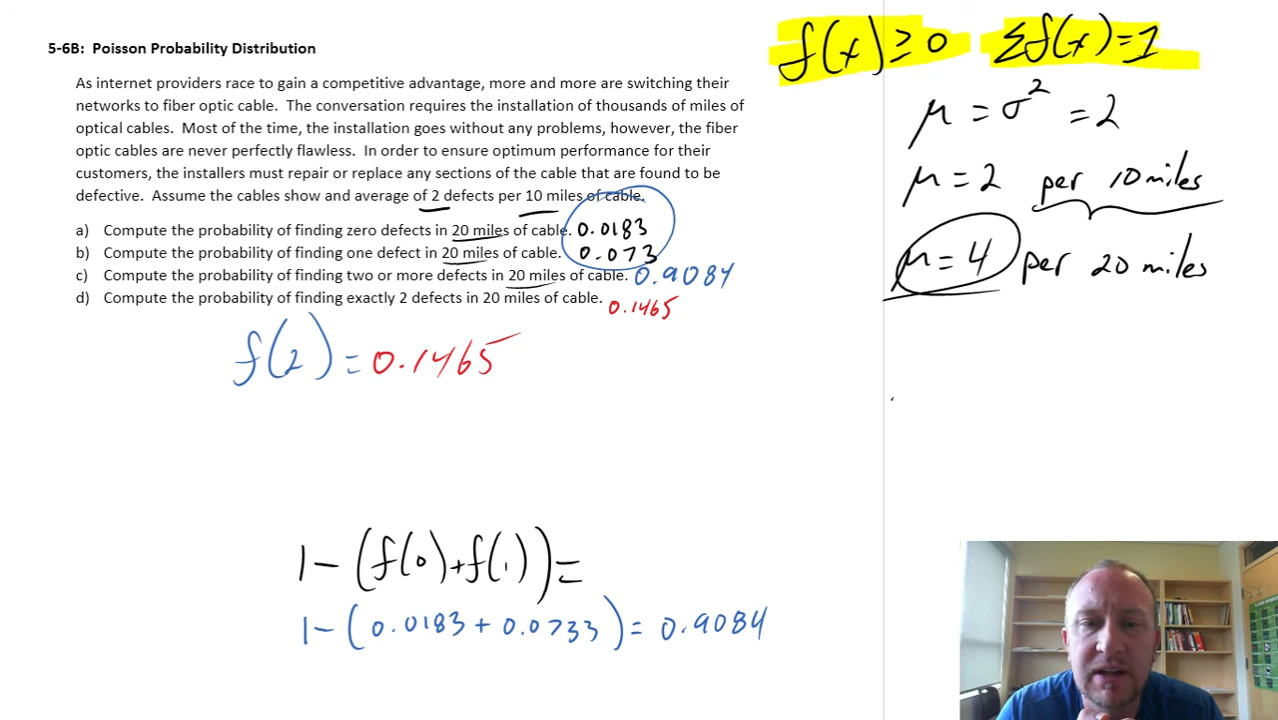 5-6B: Poisson Probability Distribution
As internet providers race to gain a competitive advantage, more and more are switching their
networks to fiber optic cable. The conversation requires the installation of thousands of miles of
optical cables. Most of the time, the installation goes without any problems, however, the fiber
optic cables are never perfectly flawless. In order to ensure optimum performance for their
customers, the installers must repair or replace any sections of the cable that are found to be
defective. Assume the cables show and average of 2 defects per 10 miles of cable.
a) Compute the probability of finding zero defects in 20 miles of cable. 0.0183
b) Compute the probability of finding one defect in 20 miles of cable. 0.073
c) Compute the probability of finding two or more defects in 20 miles of cable. 0.9084
d) Compute the probability of finding exactly 2 defects in 20 miles of cable. 0.1465
f(2) = 0.1465
1 - (f(0) + f(1)) =
1 - (0.0183 + 0.0733) = 0.9084
f(x) ≥ 0 Σf(x) = 1
μ = σ² = 2
μ = 2 per 10 miles
μ = 4 per 20 miles